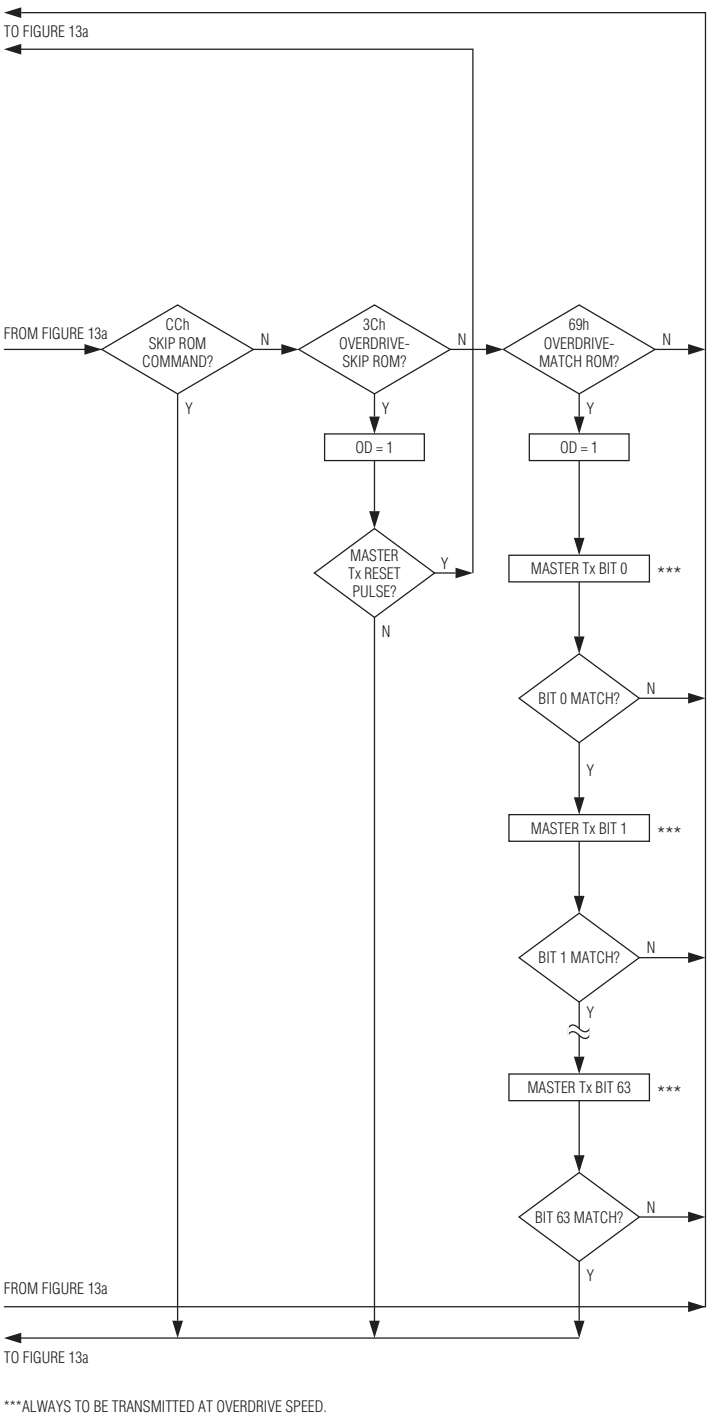 TO FIGURE 13a
FROM FIGURE 13a
CCh
SKIP ROM
COMMAND?
N
Y
3Ch
OVERDRIVE-
SKIP ROM?
N
Y
OD = 1
MASTER
Tx RESET
PULSE?
Y
N
69h
OVERDRIVE-
MATCH ROM?
N
Y
OD = 1
MASTER Tx BIT 0
***
BIT 0 MATCH?
N
Y
MASTER Tx BIT 1
***
BIT 1 MATCH?
N
Y
MASTER Tx BIT 63
***
BIT 63 MATCH?
N
Y
FROM FIGURE 13a
TO FIGURE 13a
***ALWAYS TO BE TRANSMITTED AT OVERDRIVE SPEED.